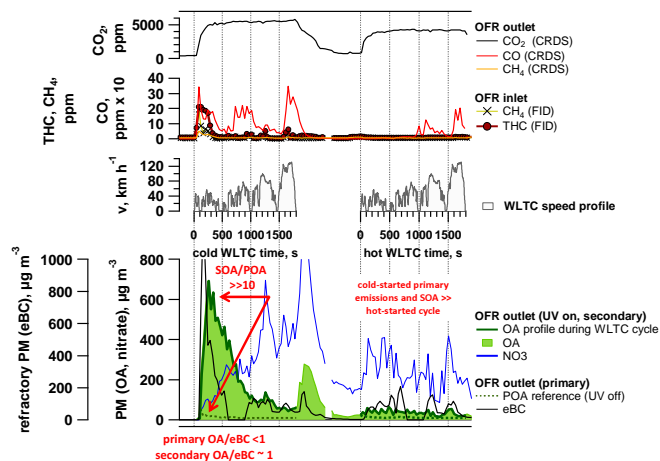 CO2,
ppm
5000
0
OFR outlet
CO2 (CRDS)
CO (CRDS)
CH4 (CRDS)
THC, CH4,
ppm
40
30
20
10
0
CO,
ppm x 10
40
30
20
10
0
OFR inlet
CH4 (FID)
THC (FID)
v, km h-1
120
80
40
0
WLTC speed profile
0 500 1000 1500
0 500 1000 1500
cold WLTC time, s
hot WLTC time, s
refractory PM (eBC), µg m-3
1000
800
600
400
200
0
PM (OA, nitrate), µg m-3
800
600
400
200
0
SOA/POA
>>10
cold-started primary
emissions and SOA >>
hot-started cycle
OFR outlet (UV on, secondary)
OA profile during WLTC cycle
OA
NO3
OFR outlet (primary)
POA reference (UV off)
eBC
primary OA/eBC <1
secondary OA/eBC ~ 1